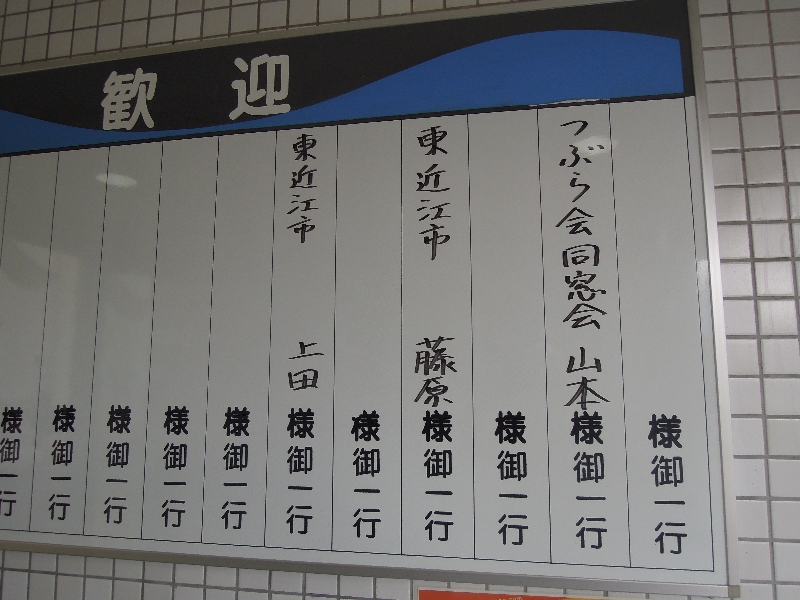 歓迎
様御一行
つぶら会同窓会 山本様御一行
様御一行
東近江市 藤原様御一行
様御一行
東近江市 上田様御一行
様御一行
様御一行
様御一行
様御一行
様御一行